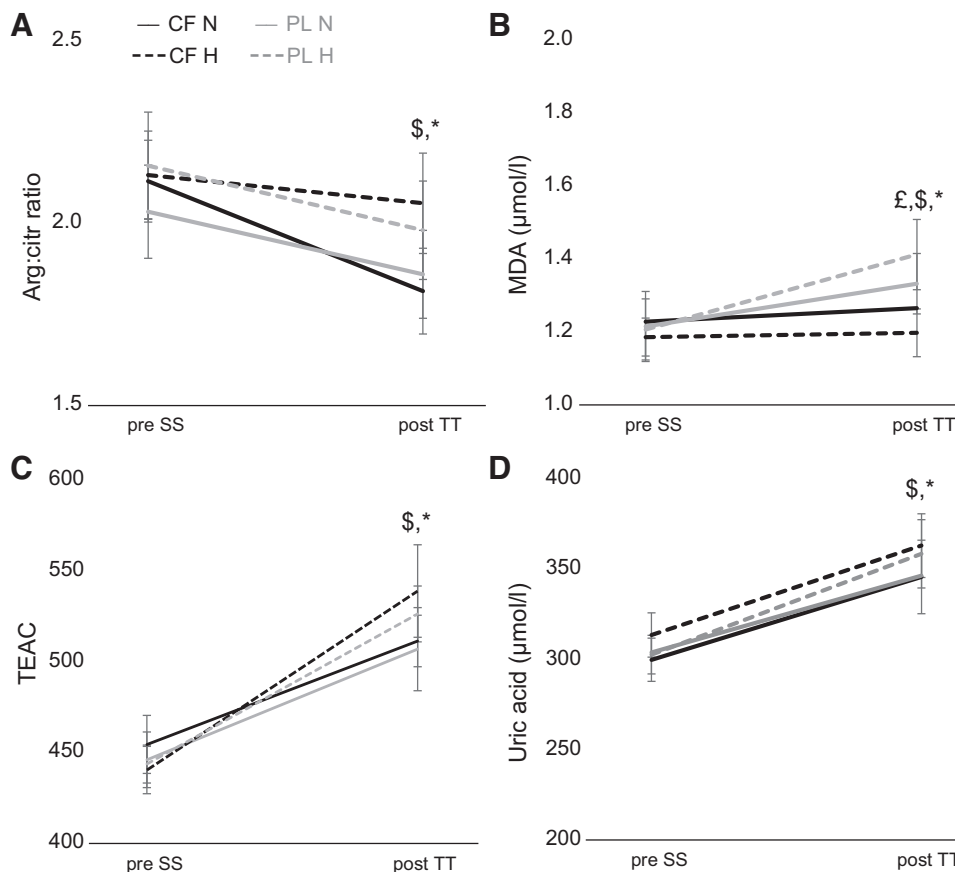 A
2.5
CF N
PL N
CF H
PL H
$,*
2.0
Arg:citr ratio
1.5
pre SS
post TT
B
2.0
1.8
1.6
£,$,*
MDA (μmol/l)
1.4
1.2
1.0
pre SS
post TT
C
600
$,*
550
TEAC
500
450
400
pre SS
post TT
D
400
$,*
350
Uric acid (μmol/l)
300
250
200
pre SS
post TT